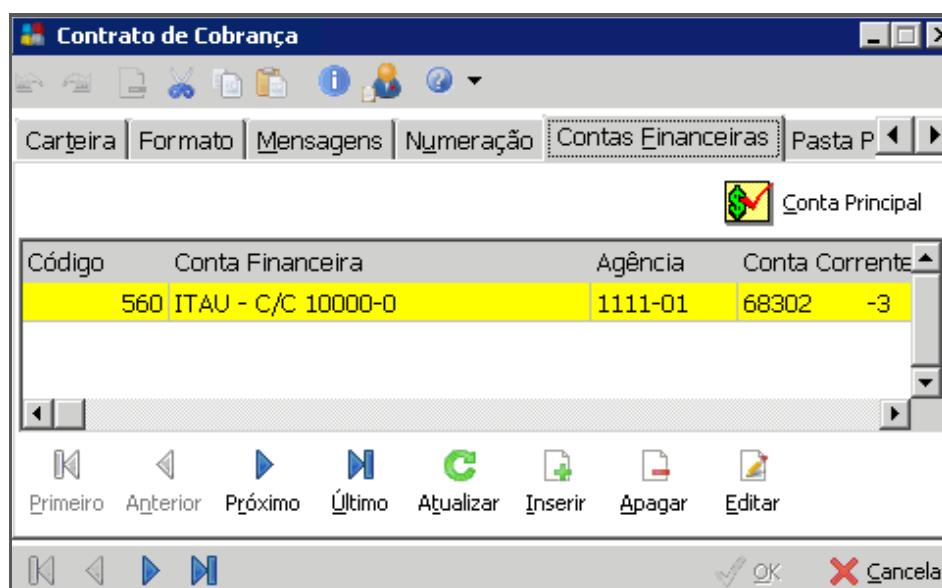 Contrato de Cobrança
Carteira Formato Mensagens Numeração Contas Financeiras Pasta P
Conta Principal
Código Conta Financeira Agência Conta Corrente
560 ITAU - C/C 10000-0 1111-01 68302 -3
Primeiro Anterior Próximo Último Atualizar Inserir Apagar Editar
OK Cancela